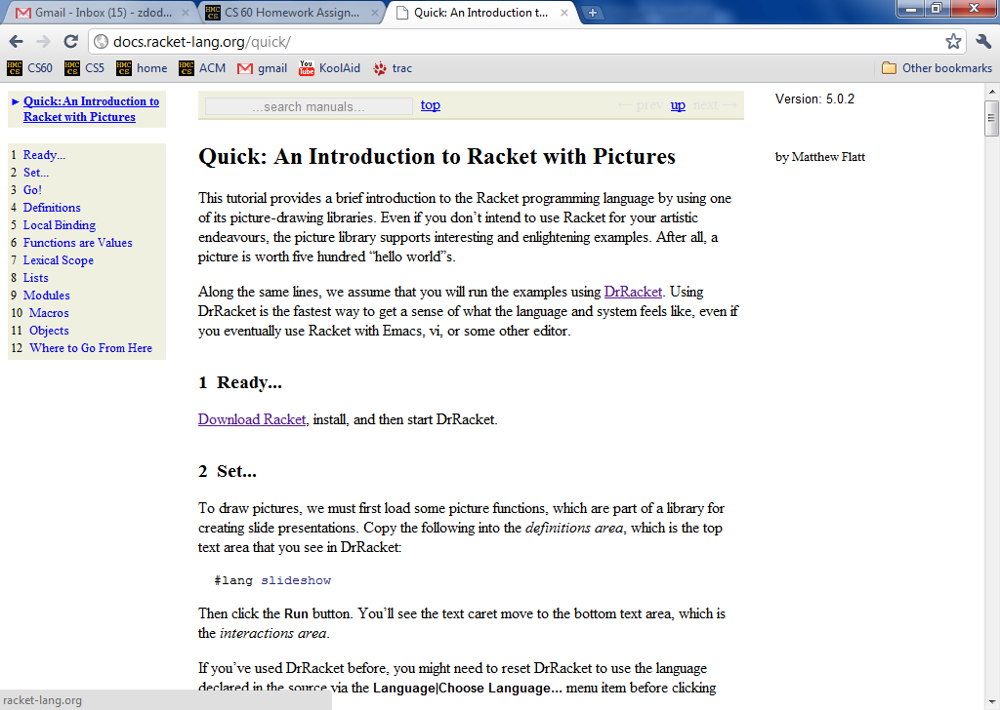 Gmail - Inbox (15) - zdod...
CS 60 Homework Assign...
Quick: An Introduction t...
docs.racket-lang.org/quick/
HMC CS CS60 HMC CS CS5 HMC CS home HMC CS ACM gmail You Tube KoolAid trac Other bookmarks
► Quick: An Introduction to
Racket with Pictures
1 Ready...
2 Set...
3 Go!
4 Definitions
5 Local Binding
6 Functions are Values
7 Lexical Scope
8 Lists
9 Modules
10 Macros
11 Objects
12 Where to Go From Here
...search manuals... top ← prev up next →
Version: 5.0.2
Quick: An Introduction to Racket with Pictures
by Matthew Flatt
This tutorial provides a brief introduction to the Racket programming language by using one
of its picture-drawing libraries. Even if you don’t intend to use Racket for your artistic
endeavours, the picture library supports interesting and enlightening examples. After all, a
picture is worth five hundred “hello world”s.
Along the same lines, we assume that you will run the examples using DrRacket. Using
DrRacket is the fastest way to get a sense of what the language and system feels like, even if
you eventually use Racket with Emacs, vi, or some other editor.
1 Ready...
Download Racket, install, and then start DrRacket.
2 Set...
To draw pictures, we must first load some picture functions, which are part of a library for
creating slide presentations. Copy the following into the definitions area, which is the top
text area that you see in DrRacket:
#lang slideshow
Then click the Run button. You’ll see the text caret move to the bottom text area, which is
the interactions area.
If you’ve used DrRacket before, you might need to reset DrRacket to use the language
declared in the source via the Language|Choose Language... menu item before clicking
racket-lang.org